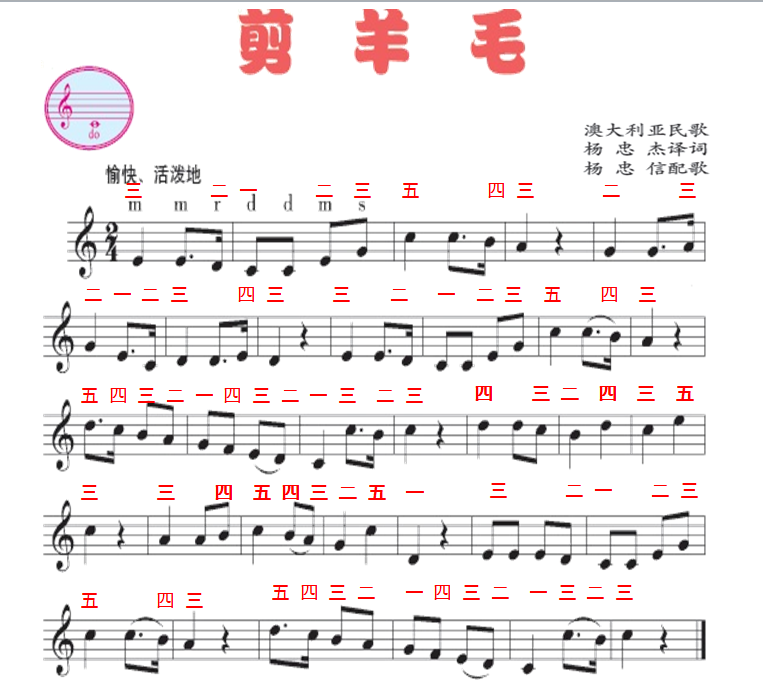 剪羊毛
do
澳大利亚民歌
杨忠杰译词
杨忠信配歌
愉快、活泼地
三 二 一 二 三 五 四 三 二 三
m m r d d m s
2
4
二 一 二 三 四 三 三 二 一 二 三 五 四 三
五 四 三 二 一 四 三 二 一 三 二 三 四 三 二 四 三 五
三 三 四 五 四 三 二 五 一 三 二 一 二 三
五 四 三 五 四 三 二 一 四 三 二 一 三 二 三